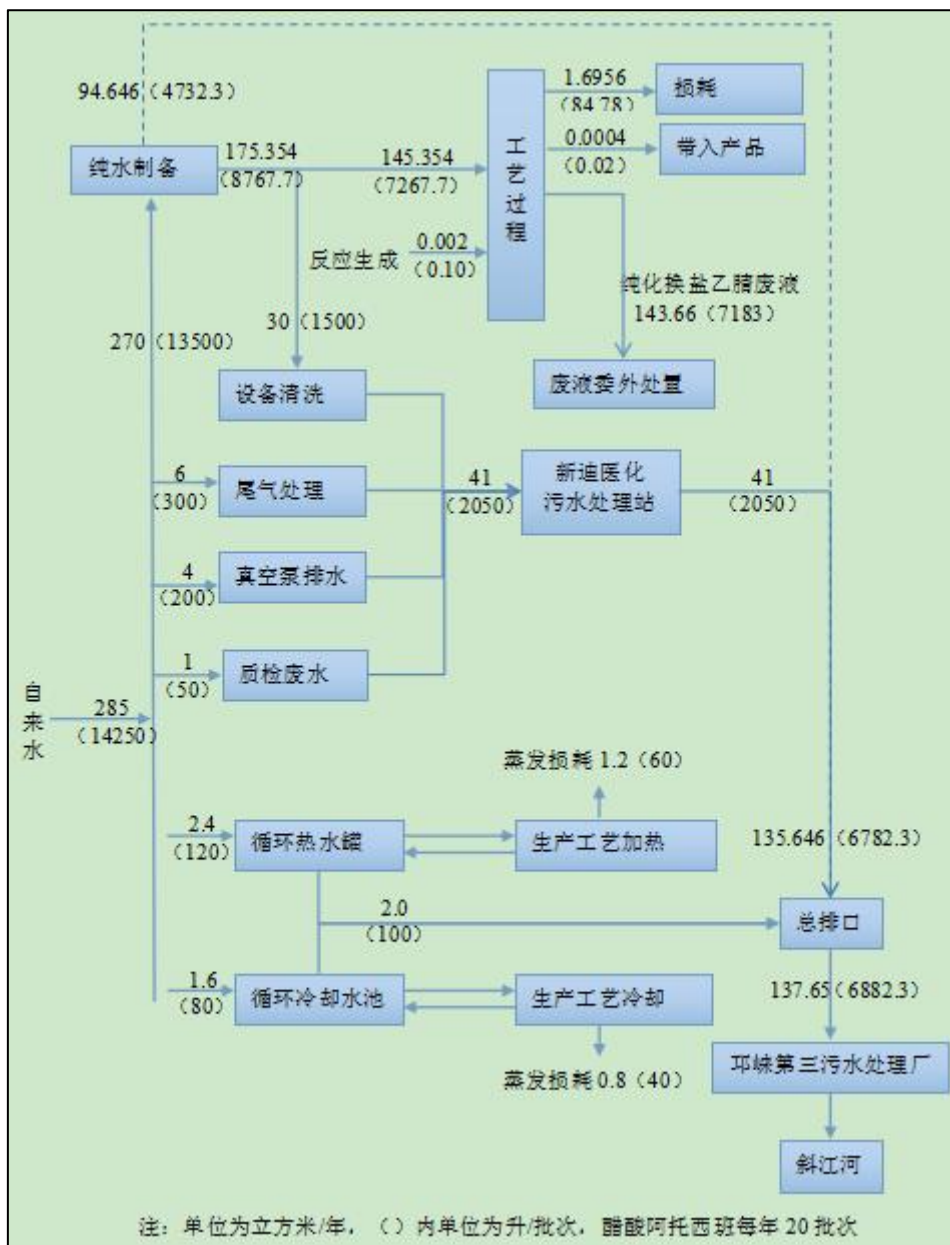 94.646（4732.3）
纯水制备
175.354
（8767.7）
145.354
（7267.7）
工艺过程
1.6956
（84.78）
损耗
0.0004
（0.02）
带入产品
反应生成
0.002
（0.10）
纯化换盐乙腈废液
143.66（7183）
270（13500）
30（1500）
设备清洗
废液委外处置
6
（300）
尾气处理
41
（2050）
新迪医化
污水处理站
41
（2050）
4
（200）
真空泵排水
1
（50）
质检废水
自来水
285
（14250）
蒸发损耗 1.2（60）
2.4
（120）
循环热水罐
生产工艺加热
135.646（6782.3）
2.0
（100）
总排口
1.6
（80）
循环冷却水池
生产工艺冷却
137.65（6882.3）
蒸发损耗 0.8（40）
邛崃第三污水处理厂
斜江河
注：单位为立方米/年，（）内单位为升/批次，醋酸阿托西班每年 20 批次